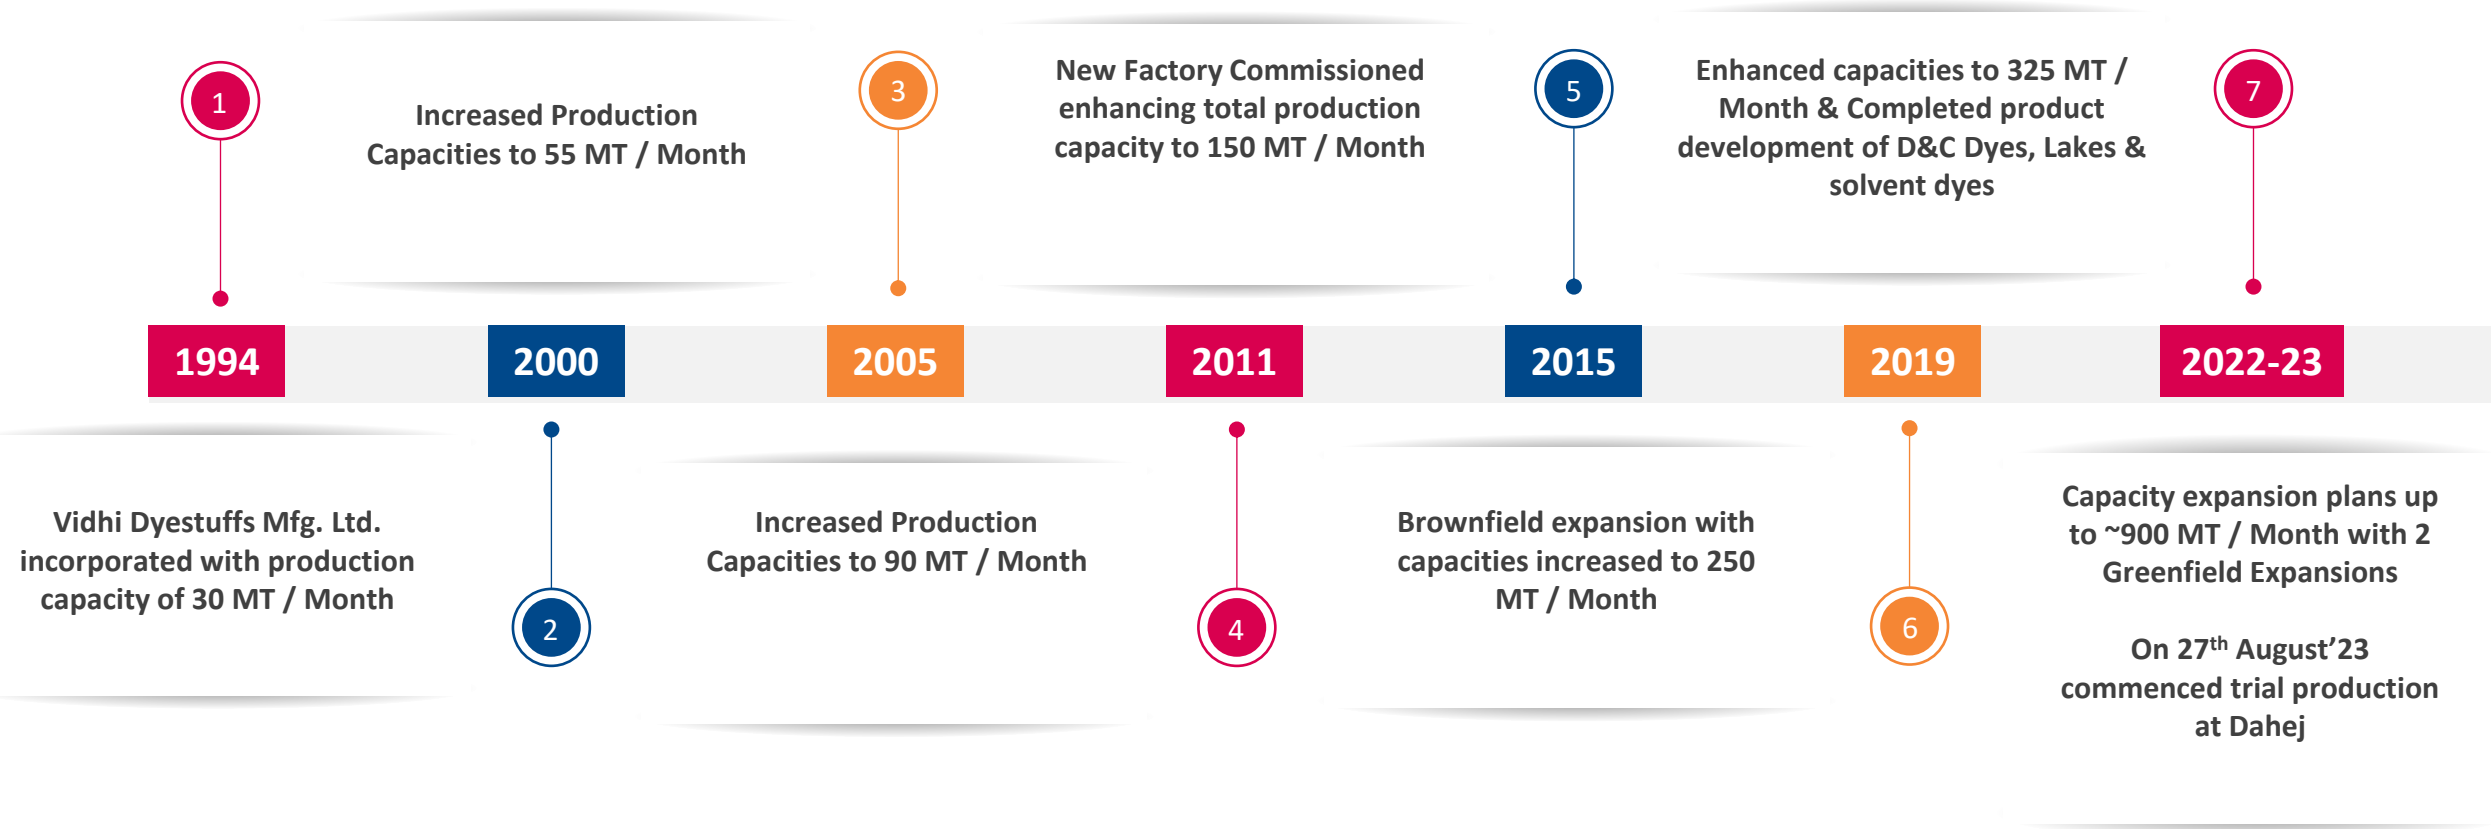 1
Increased Production
Capacities to 55 MT / Month
3
New Factory Commissioned
enhancing total production
capacity to 150 MT / Month
5
Enhanced capacities to 325 MT /
Month & Completed product
development of D&C Dyes, Lakes &
solvent dyes
7
1994
2000
2005
2011
2015
2019
2022-23
Vidhi Dyestuffs Mfg. Ltd.
incorporated with production
capacity of 30 MT / Month
2
Increased Production
Capacities to 90 MT / Month
4
Brownfield expansion with
capacities increased to 250
MT / Month
6
Capacity expansion plans up
to ~900 MT / Month with 2
Greenfield Expansions
On 27th August’23
commenced trial production
at Dahej